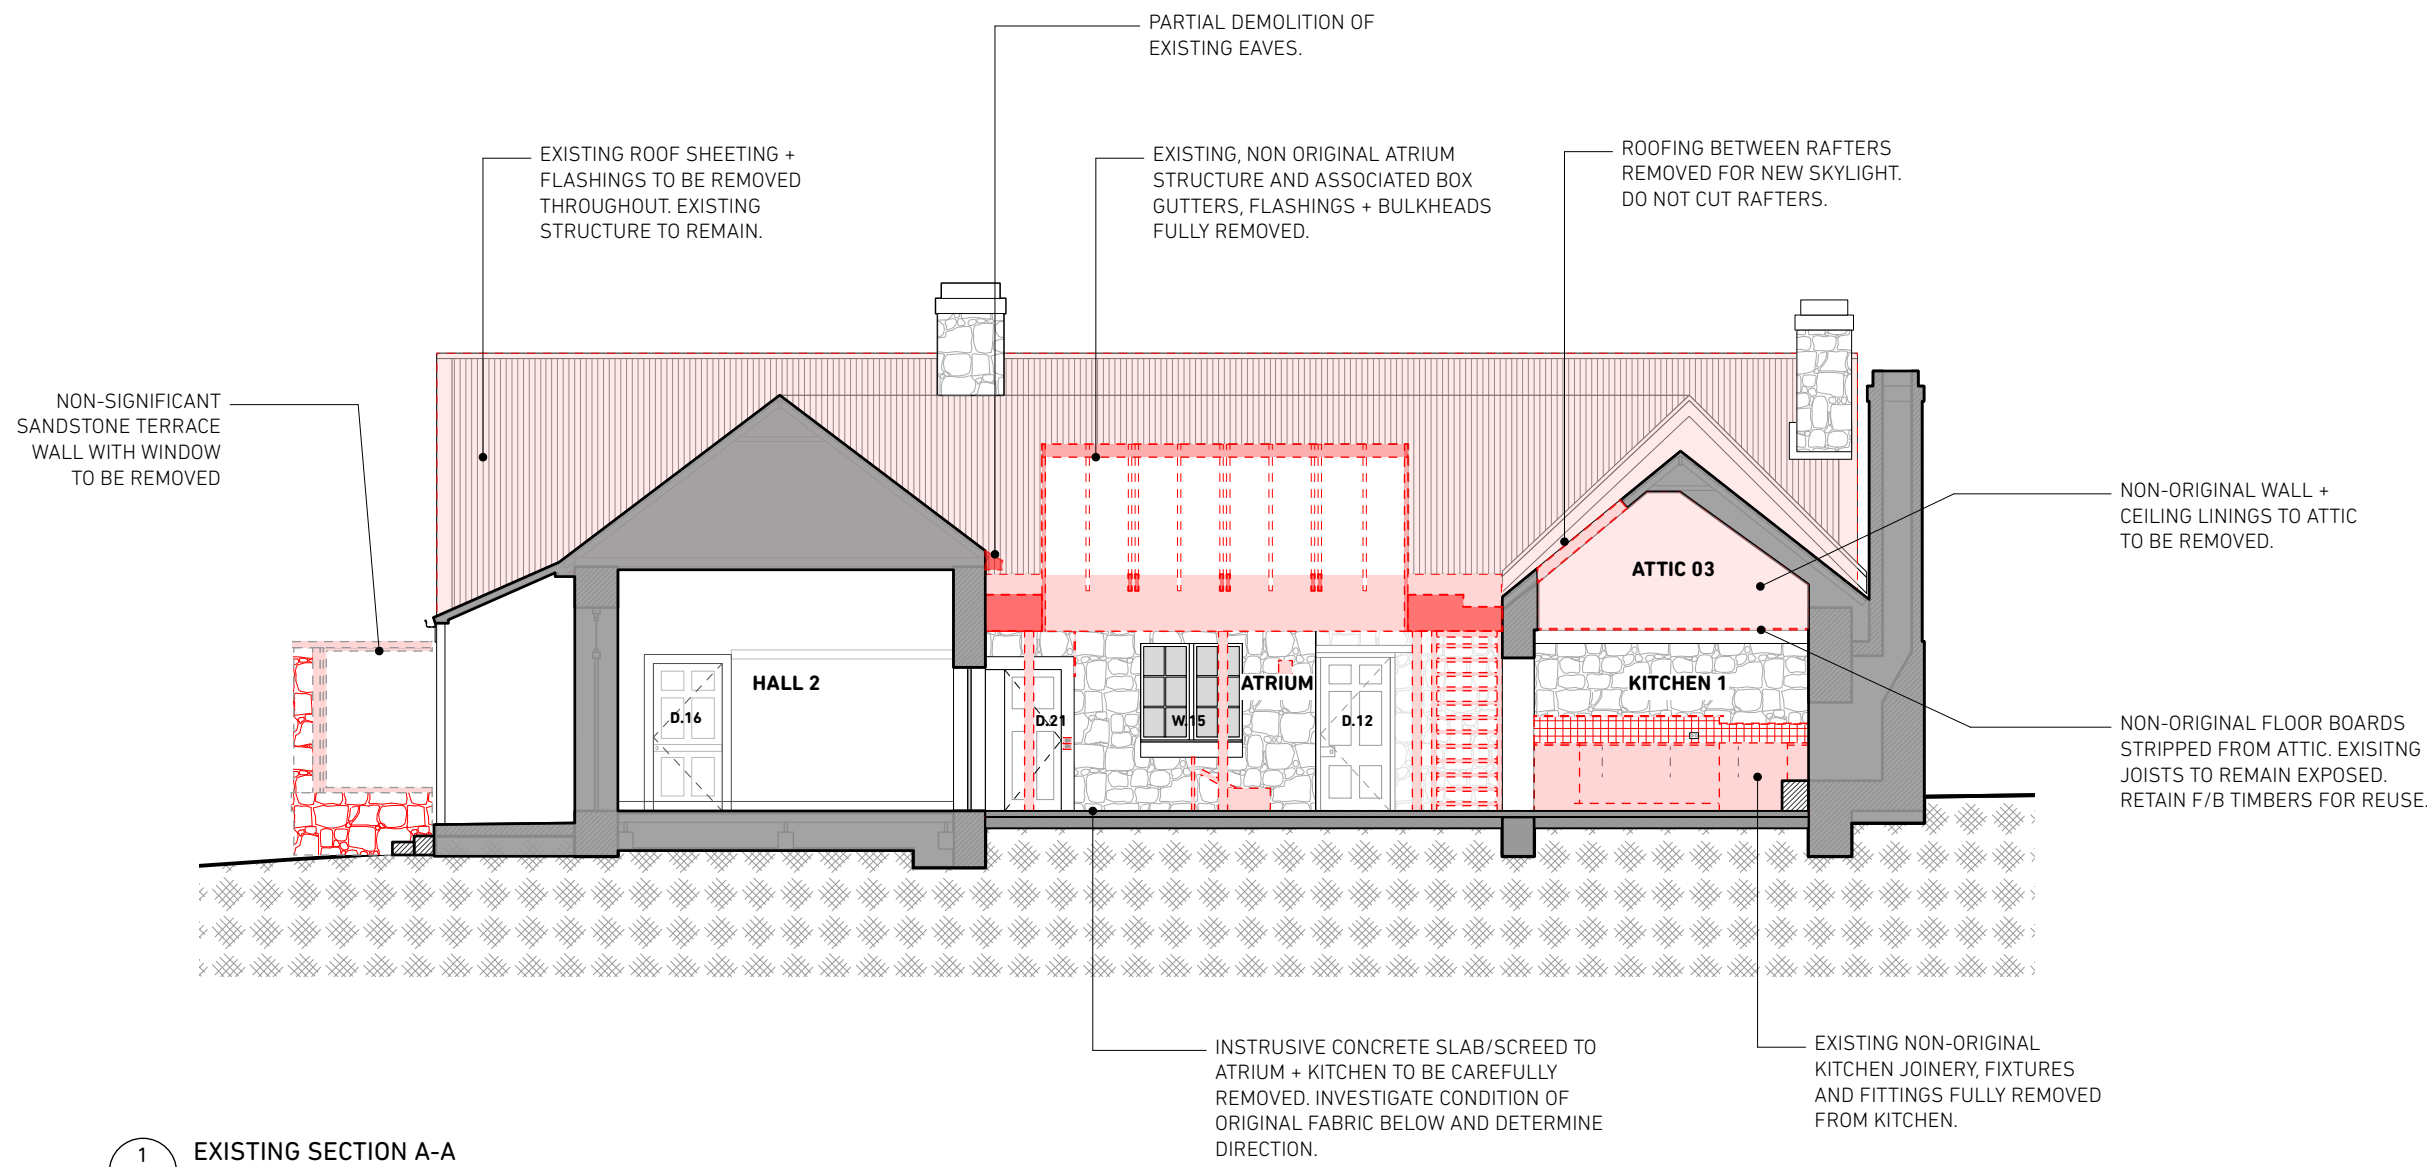 PARTIAL DEMOLITION OF
EXISTING EAVES.
EXISTING ROOF SHEETING +
FLASHINGS TO BE REMOVED
THROUGHOUT. EXISTING
STRUCTURE TO REMAIN.
EXISTING, NON ORIGINAL ATRIUM
STRUCTURE AND ASSOCIATED BOX
GUTTERS, FLASHINGS + BULKHEADS
FULLY REMOVED.
ROOFING BETWEEN RAFTERS
REMOVED FOR NEW SKYLIGHT.
DO NOT CUT RAFTERS.
NON-SIGNIFICANT
SANDSTONE TERRACE
WALL WITH WINDOW
TO BE REMOVED
NON-ORIGINAL WALL +
CEILING LININGS TO ATTIC
TO BE REMOVED.
ATTIC 03
HALL 2
ATRIUM
KITCHEN 1
D.16
D.21
W.15
D.12
NON-ORIGINAL FLOOR BOARDS
STRIPPED FROM ATTIC. EXISITNG
JOISTS TO REMAIN EXPOSED.
RETAIN F/B TIMBERS FOR REUSE.
INSTRUSIVE CONCRETE SLAB/SCREED TO
ATRIUM + KITCHEN TO BE CAREFULLY
REMOVED. INVESTIGATE CONDITION OF
ORIGINAL FABRIC BELOW AND DETERMINE
DIRECTION.
EXISTING NON-ORIGINAL
KITCHEN JOINERY, FIXTURES
AND FITTINGS FULLY REMOVED
FROM KITCHEN.
1
EXISTING SECTION A-A